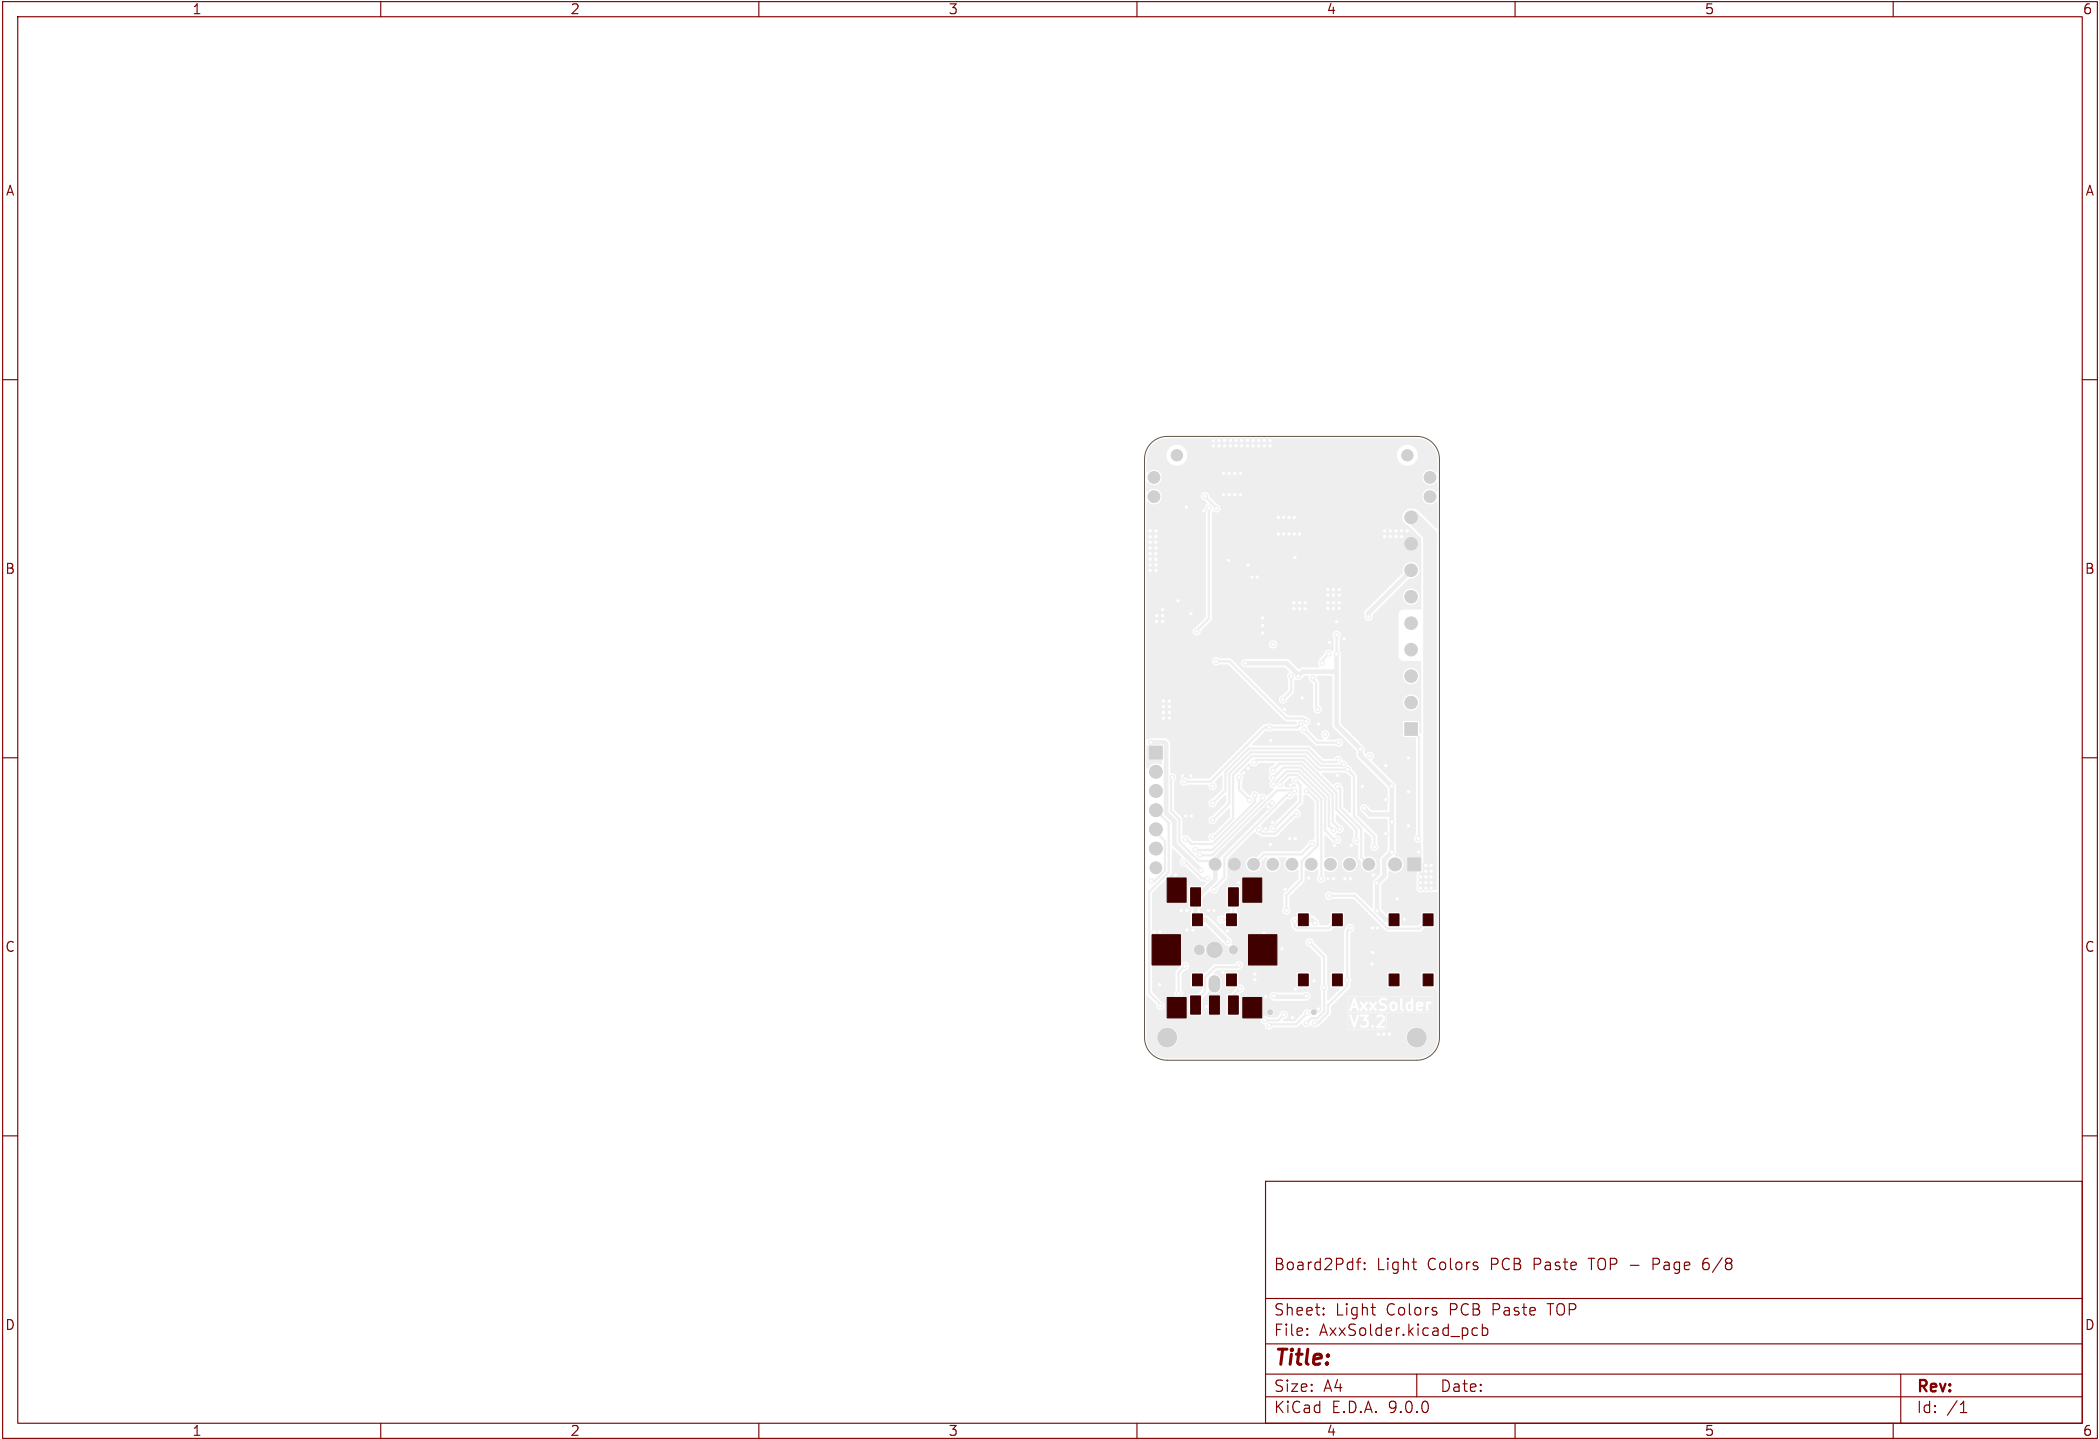 1 2 3 4 5 6
A A
B B
AxxSolder
V3.2
C C
Board2Pdf: Light Colors PCB Paste TOP - Page 6/8
Sheet: Light Colors PCB Paste TOP
File: AxxSolder.kicad_pcb
D D
Title:
Size: A4 Date: Rev:
KiCad E.D.A. 9.0.0 Id: /1
1 2 3 4 5 6